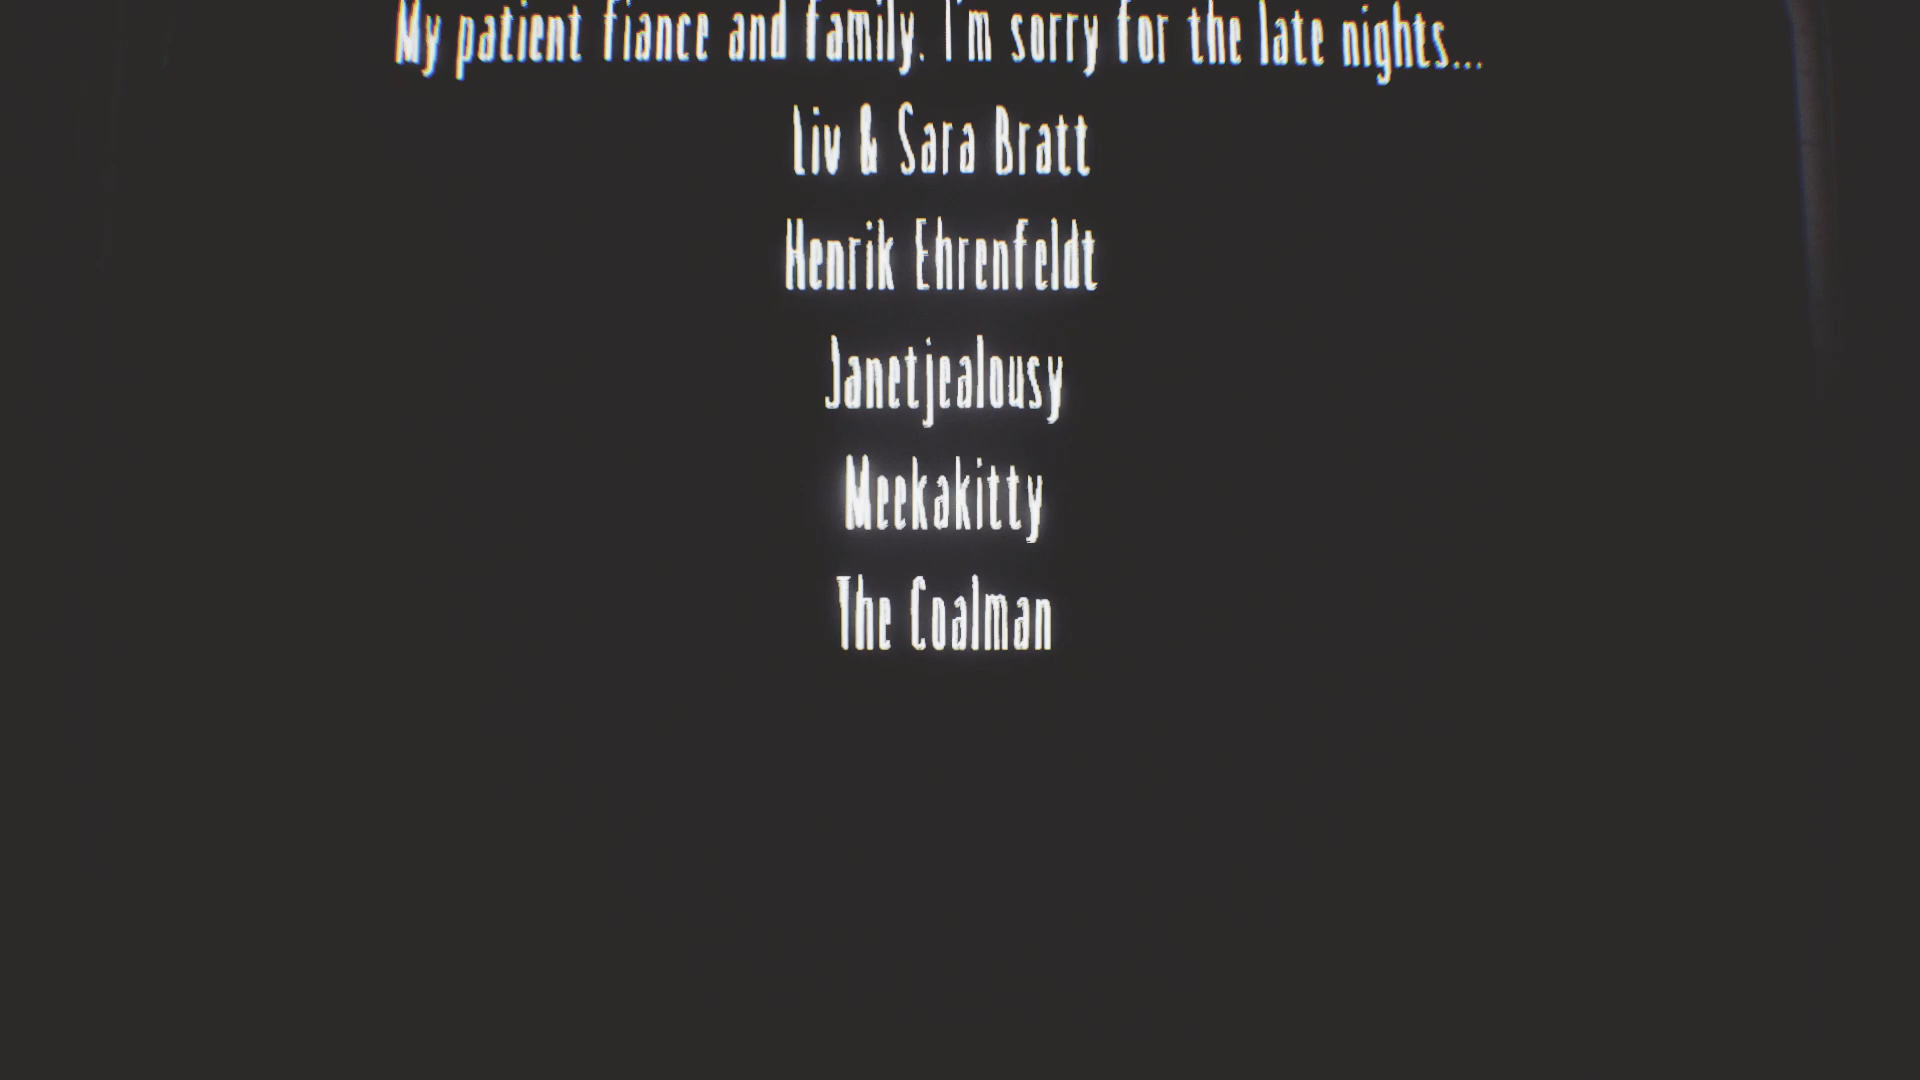 My patient fiance and family. I'm sorry for the late nights...
Liv & Sara Bratt
Henrik Ehrenfeldt
Janetjealousy
Meekakitty
The Coalman